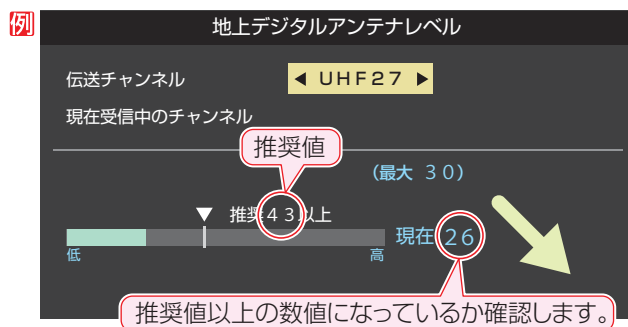 例
地上デジタルアンテナレベル
伝送チャンネル ◀ UHF27 ▶
現在受信中のチャンネル
推奨値
(最大 30)
▼ 推奨43以上
現在 26
低 高
推奨値以上の数値になっているか確認します。